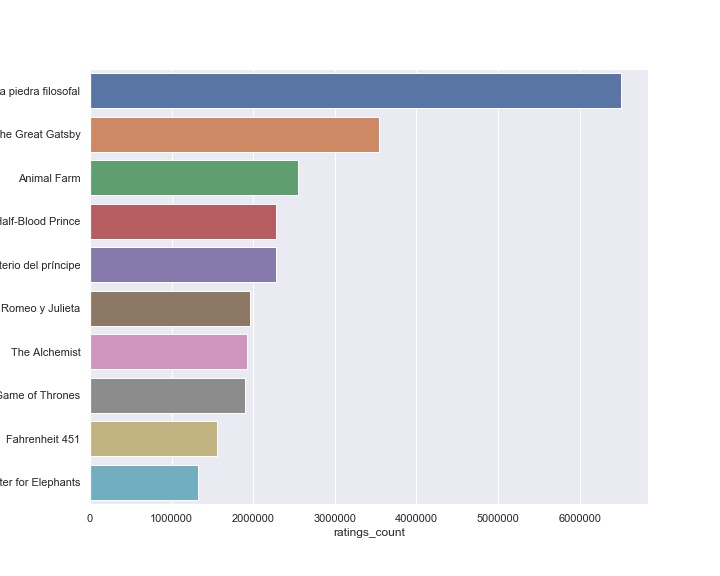 a piedra filosofal
he Great Gatsby
Animal Farm
Half-Blood Prince
terio del príncipe
Romeo y Julieta
The Alchemist
Game of Thrones
Fahrenheit 451
ter for Elephants
0 1000000 2000000 3000000 4000000 5000000 6000000
ratings_count